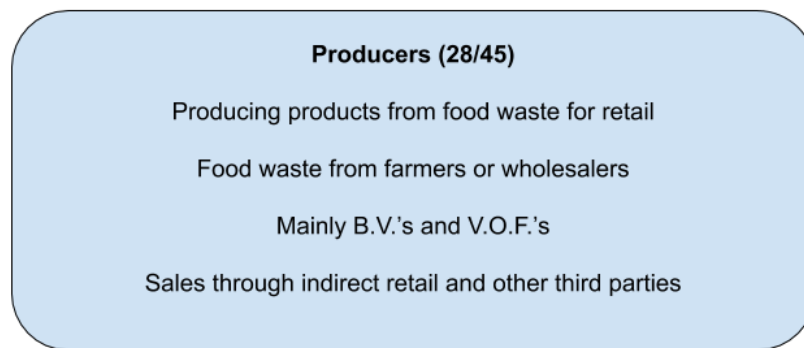 Producers (28/45)
Producing products from food waste for retail
Food waste from farmers or wholesalers
Mainly B.V.'s and V.O.F.'s
Sales through indirect retail and other third parties